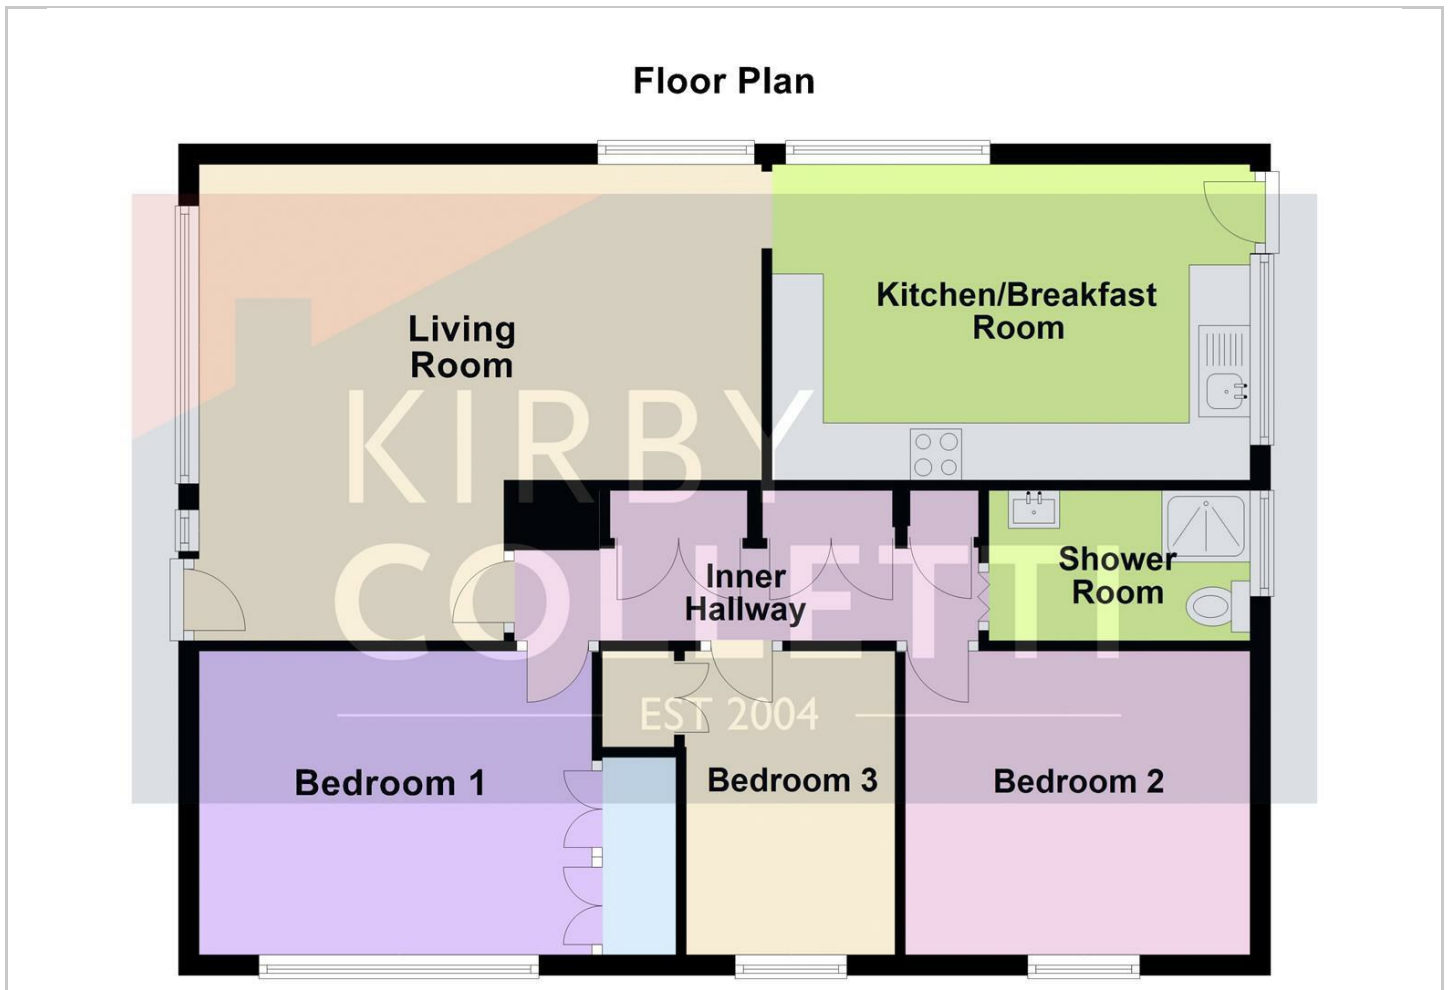 Floor Plan
Living
Room
Kitchen/Breakfast
Room
KIRBY
COLLETTI
EST 2004
Inner
Hallway
Shower
Room
Bedroom 1
Bedroom 3
Bedroom 2